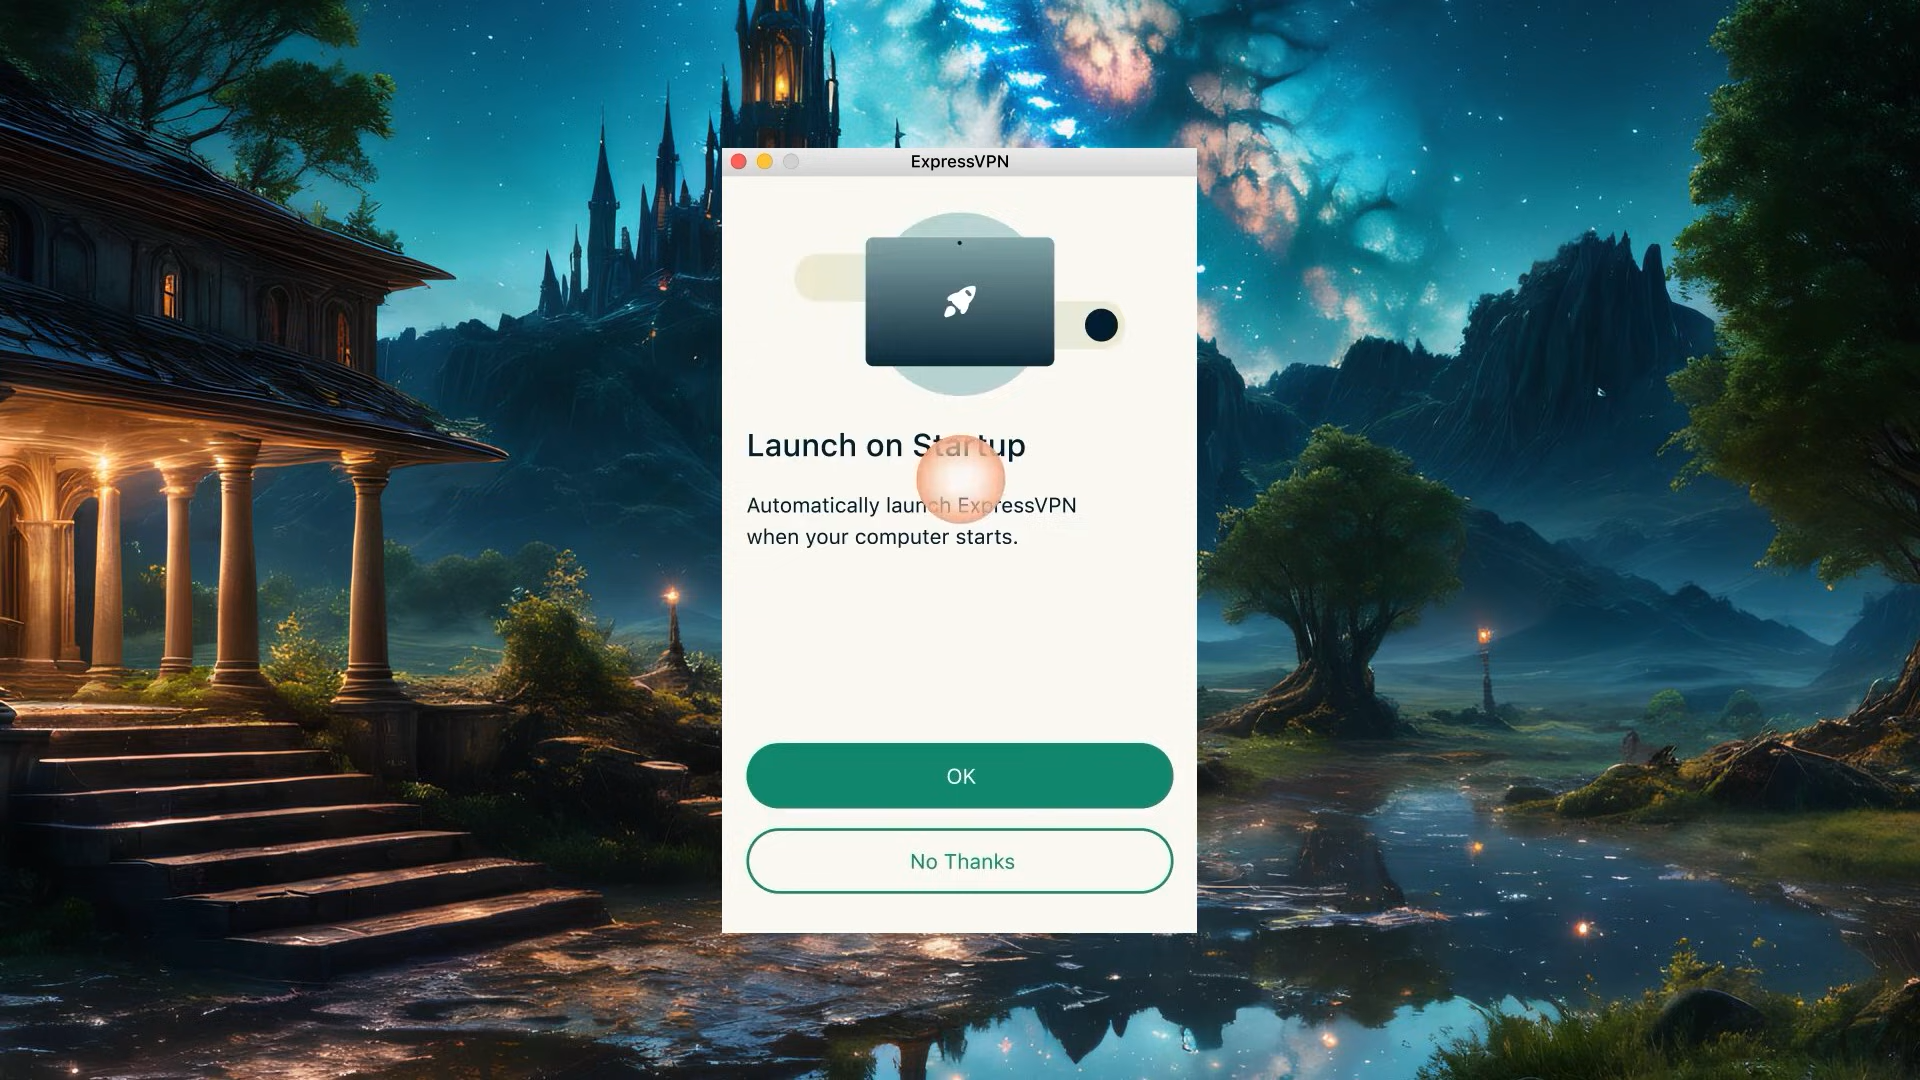 ExpressVPN
Launch on Startup
Automatically launch ExpressVPN
when your computer starts.
OK
No Thanks